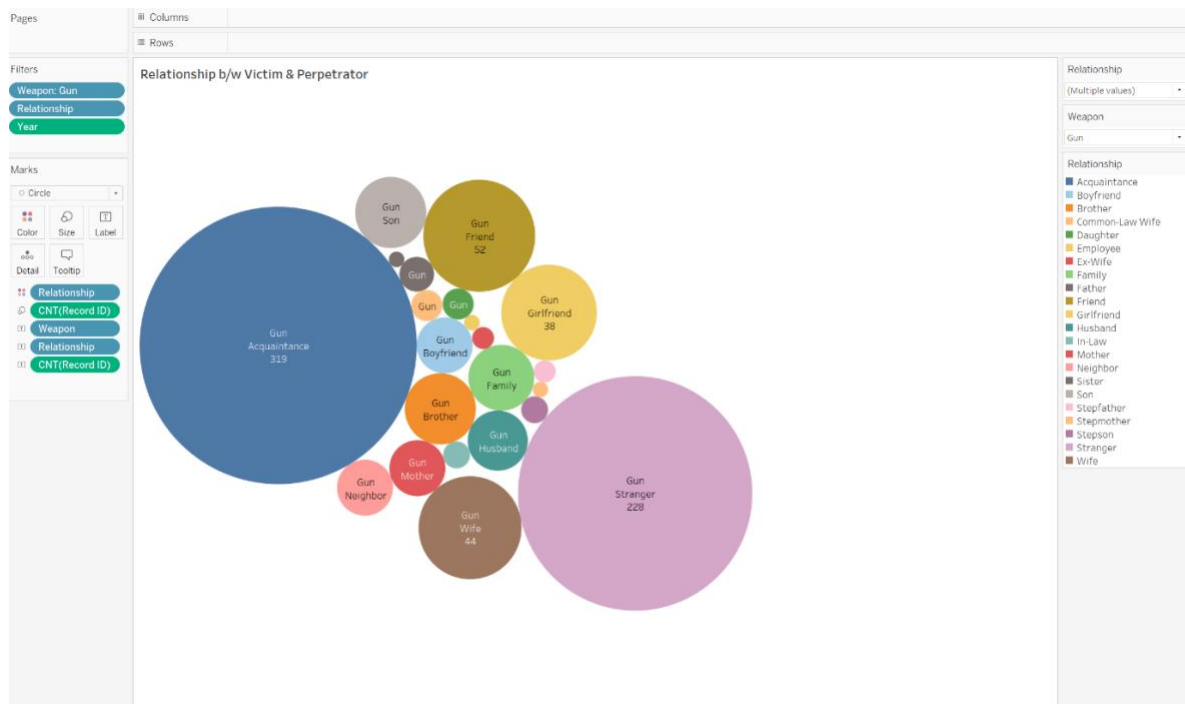 Pages
Columns
Rows
Filters
Weapon: Gun
Relationship
Year
Marks
Circle
Color
Size
Label
Detail
Tooltip
Relationship
CNT(Record ID)
Weapon
Relationship
CNT(Record ID)
Relationship b/w Victim & Perpetrator
Gun
Son
Gun
Friend
52
Gun
Gun
Gun
Gun
Girlfriend
38
Gun
Acquaintance
319
Gun
Boyfriend
Gun
Family
Gun
Brother
Gun
Husband
Gun
Mother
Gun
Neighbor
Gun
Wife
44
Gun
Stranger
228
Relationship
(Multiple values)
Weapon
Gun
Relationship
Acquaintance
Boyfriend
Brother
Common-Law Wife
Daughter
Employee
Ex-Wife
Family
Father
Friend
Girlfriend
Husband
In-Law
Mother
Neighbor
Sister
Son
Stepfather
Stepmother
Stepson
Stranger
Wife